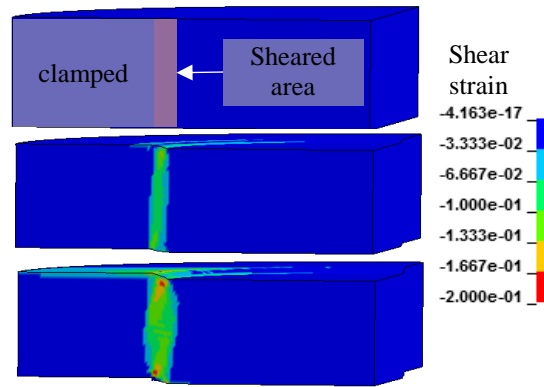 clamped
Sheared
area
Shear
strain
-4.163e-17
-3.333e-02
-6.667e-02
-1.000e-01
-1.333e-01
-1.667e-01
-2.000e-01